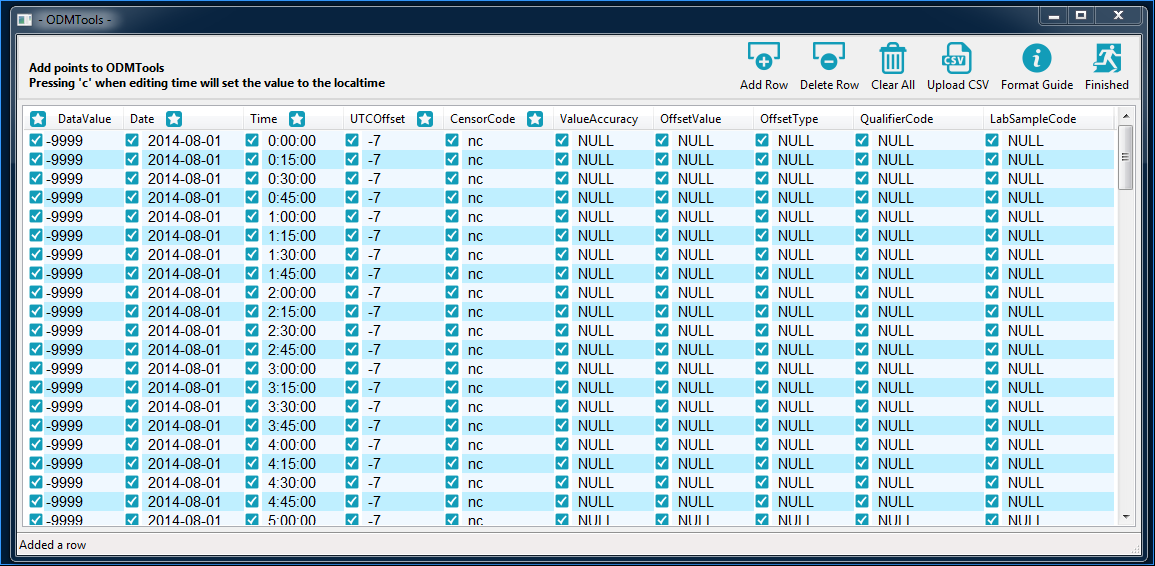 - ODMTools -
Add points to ODMTools
Pressing 'c' when editing time will set the value to the localtime
Add Row Delete Row Clear All CSV Upload CSV Format Guide Finished
DataValue Date Time UTCOffset CensorCode ValueAccuracy OffsetValue OffsetType QualifierCode LabSampleCode
-9999 2014-08-01 0:00:00 -7 nc NULL NULL NULL NULL NULL
-9999 2014-08-01 0:15:00 -7 nc NULL NULL NULL NULL NULL
-9999 2014-08-01 0:30:00 -7 nc NULL NULL NULL NULL NULL
-9999 2014-08-01 0:45:00 -7 nc NULL NULL NULL NULL NULL
-9999 2014-08-01 1:00:00 -7 nc NULL NULL NULL NULL NULL
-9999 2014-08-01 1:15:00 -7 nc NULL NULL NULL NULL NULL
-9999 2014-08-01 1:30:00 -7 nc NULL NULL NULL NULL NULL
-9999 2014-08-01 1:45:00 -7 nc NULL NULL NULL NULL NULL
-9999 2014-08-01 2:00:00 -7 nc NULL NULL NULL NULL NULL
-9999 2014-08-01 2:15:00 -7 nc NULL NULL NULL NULL NULL
-9999 2014-08-01 2:30:00 -7 nc NULL NULL NULL NULL NULL
-9999 2014-08-01 2:45:00 -7 nc NULL NULL NULL NULL NULL
-9999 2014-08-01 3:00:00 -7 nc NULL NULL NULL NULL NULL
-9999 2014-08-01 3:15:00 -7 nc NULL NULL NULL NULL NULL
-9999 2014-08-01 3:30:00 -7 nc NULL NULL NULL NULL NULL
-9999 2014-08-01 3:45:00 -7 nc NULL NULL NULL NULL NULL
-9999 2014-08-01 4:00:00 -7 nc NULL NULL NULL NULL NULL
-9999 2014-08-01 4:15:00 -7 nc NULL NULL NULL NULL NULL
-9999 2014-08-01 4:30:00 -7 nc NULL NULL NULL NULL NULL
-9999 2014-08-01 4:45:00 -7 nc NULL NULL NULL NULL NULL
-9999 2014-08-01 5:00:00 -7 nc NULL NULL NULL NULL NULL
Added a row